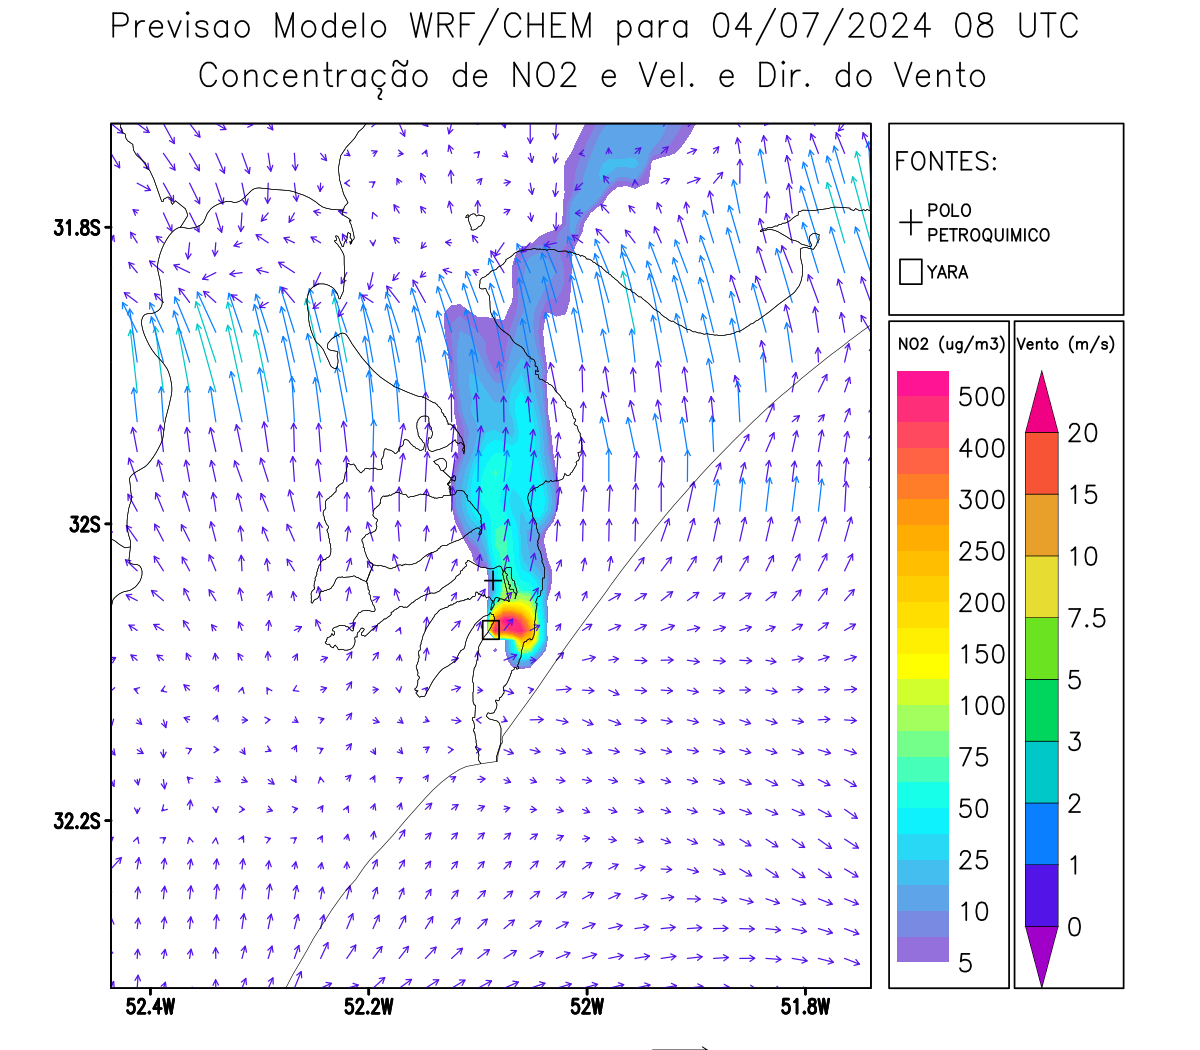 Previsao Modelo WRF/CHEM para 04/07/2024 08 UTC
Concentração de NO2 e Vel. e Dir. do Vento
FONTES:
POLO
PETROQUIMICO
YARA
NO2 (ug/m3)
500
400
300
250
200
150
100
75
50
25
10
5
Vento (m/s)
20
15
10
7.5
5
3
2
1
0
31.8S
32S
32.2S
52.4W
52.2W
52W
51.8W